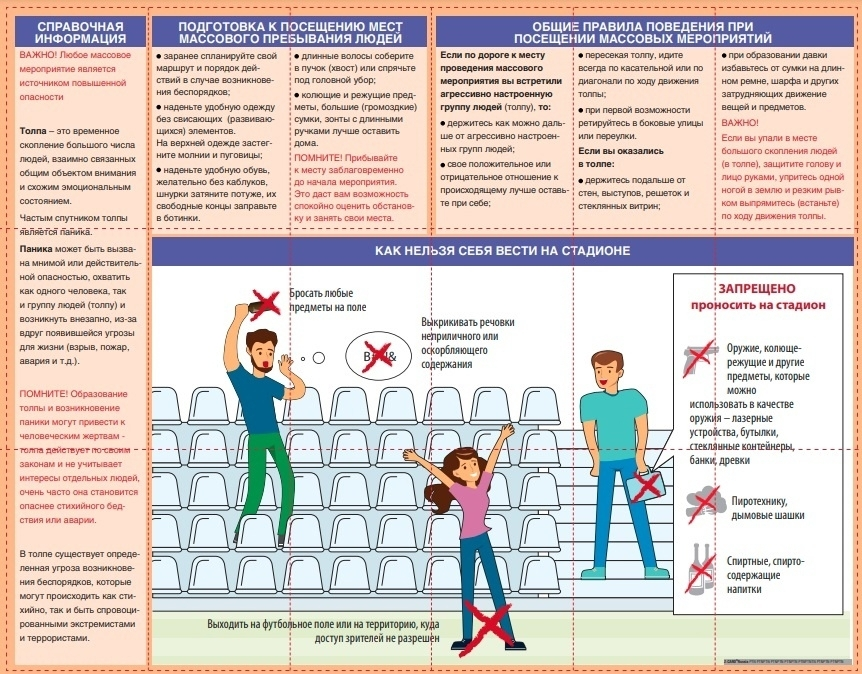 СПРАВОЧНАЯ
ИНФОРМАЦИЯ
ВАЖНО! Любое массовое
мероприятие является
источником повышенной
опасности
Толпа – это временное
скопление большого числа
людей, взаимно связанных
общим объектом внимания
и схожим эмоциональным
состоянием.
Частым спутником толпы
является паника.
Паника может быть вызва-
на мнимой или действитель-
ной опасностью, охватить
как одного человека, так
и группу людей (толпу) и
возникнуть внезапно, из-за
вдруг появившейся угрозы
для жизни (взрыв, пожар,
авария и т.д.).
ПОМНИТЕ! Образование
толпы и возникновение
паники могут привести к
человеческим жертвам -
толпа действует по своим
законам и не учитывает
интересы отдельных людей,
очень часто она становится
опаснее стихийного бед-
ствия или аварии.
В толпе существует опреде-
ленная угроза возникнове-
ния беспорядков, которые
могут происходить как сти-
хийно, так и быть спровоци-
рованными экстремистами
и террористами.
ПОДГОТОВКА К ПОСЕЩЕНИЮ МЕСТ
МАССОВОГО ПРЕБЫВАНИЯ ЛЮДЕЙ
● заранее спланируйте свой
маршрут и порядок дей-
ствий в случае возникнове-
ния беспорядков;
● наденьте удобную одежду
без свисающих (развеваю-
щихся) элементов.
На верхней одежде застег-
ните молнии и пуговицы;
● наденьте удобную обувь,
желательно без каблуков,
шнурки затяните потуже, их
свободные концы заправьте
в ботинки.
● длинные волосы соберите
в пучок (хвост) или спрячьте
под головной убор;
● колющие и режущие пред-
меты, большие (громоздкие)
сумки, зонты с длинными
ручками лучше оставить
дома.
ПОМНИТЕ! Прибывайте
к месту заблаговременно
до начала мероприятия.
Это даст вам возможность
спокойно оценить обстанов-
ку и занять свои места.
ОБЩИЕ ПРАВИЛА ПОВЕДЕНИЯ ПРИ
ПОСЕЩЕНИИ МАССОВЫХ МЕРОПРИЯТИЙ
Если по дороге к месту
проведения массового
мероприятия вы встретили
агрессивно настроенную
группу людей (толпу), то:
● держитесь как можно даль-
ше от агрессивно настроен-
ных групп людей;
● свое положительное или
отрицательное отношение к
происходящему лучше оставь-
те при себе;
● пересекая толпу, идите
всегда по касательной или по
диагонали по ходу движения
толпы;
● при первой возможности
ретируйтесь в боковые улицы
или переулки.
Если вы оказались
в толпе:
● держитесь подальше от
стен, выступов, решеток и
стеклянных витрин;
● при образовании давки
избавьтесь от сумки на длин-
ном ремне, шарфа и других
затрудняющих движение
вещей и предметов.
ВАЖНО!
Если вы упали в месте
большого скопления людей
(в толпе), защитите голову и
лицо руками, упритесь одной
ногой в землю и резким рыв-
ком выпрямитесь (встаньте)
по ходу движения толпы.
КАК НЕЛЬЗЯ СЕБЯ ВЕСТИ НА СТАДИОНЕ
Бросать любые
предметы на поле
Выкрикивать речовки
неприличного или
оскорбляющего
содержания
Выходить на футбольное поле или на территорию, куда
доступ зрителей не разрешен
ЗАПРЕЩЕНО
проносить на стадион
Оружие, колюще-
режущие и другие
предметы, которые
можно
использовать в качестве
оружия – лазерные
устройства, бутылки,
стеклянные контейнеры,
банки, древки
Пиротехнику,
дымовые шашки
Спиртные, спирто-
содержащие
напитки